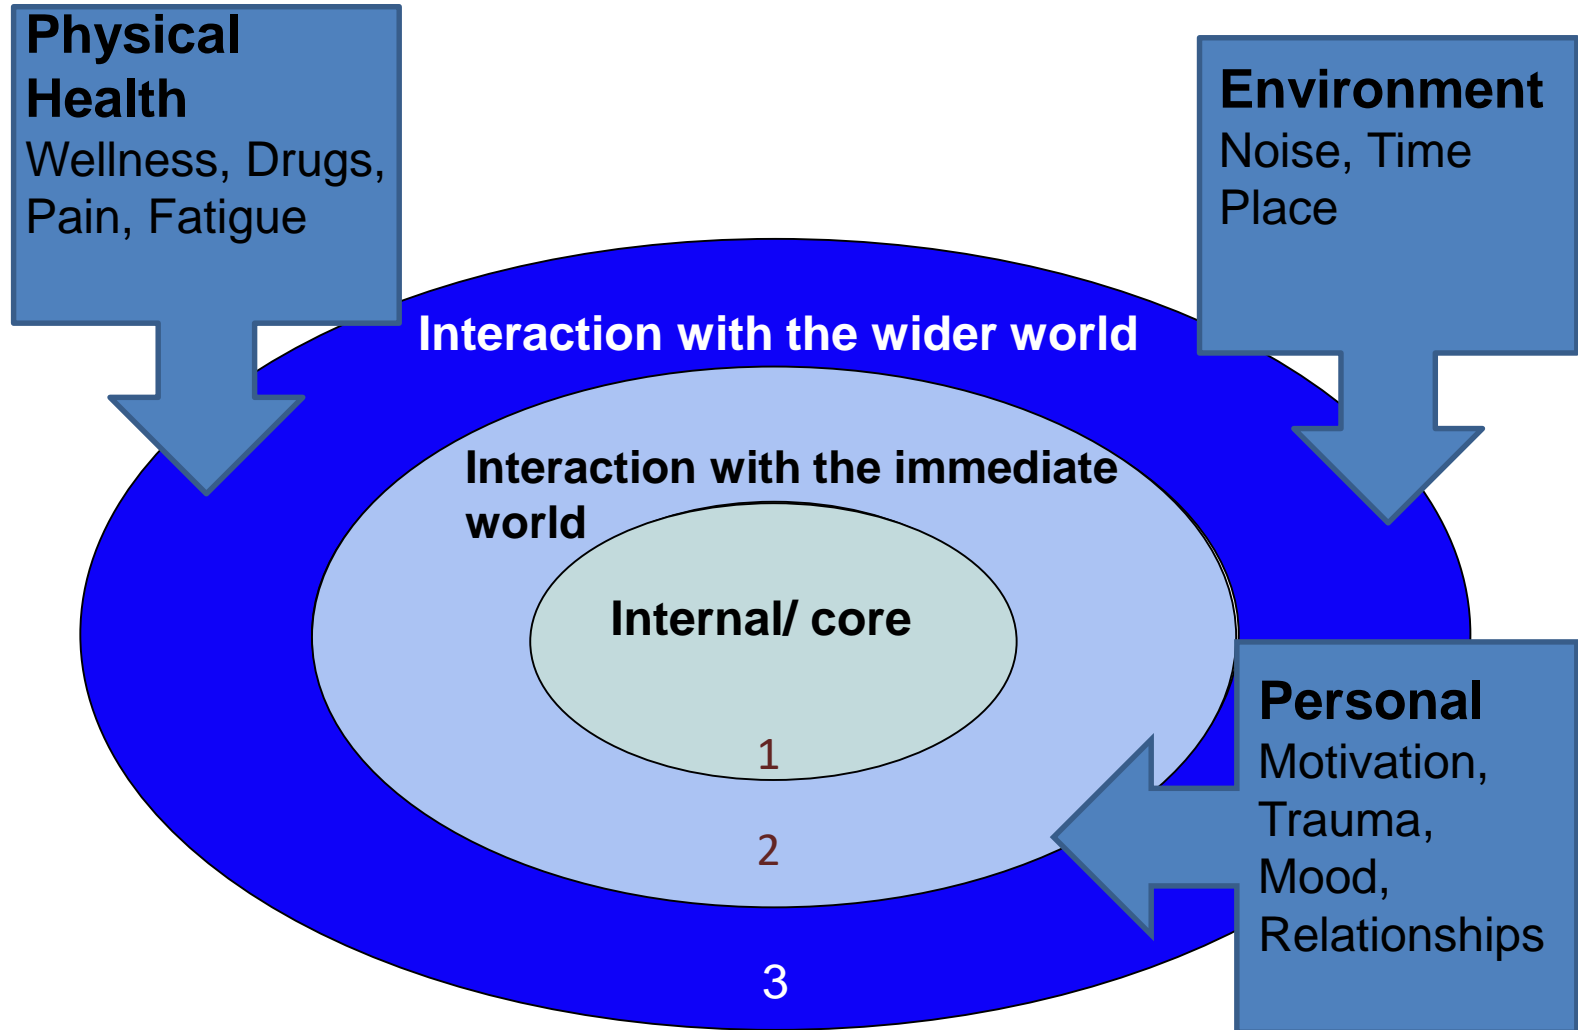 Physical
Health
Wellness, Drugs,
Pain, Fatigue
Environment
Noise, Time
Place
Interaction with the wider world
Interaction with the immediate
world
Internal/ core
1
2
3
Personal
Motivation,
Trauma,
Mood,
Relationships